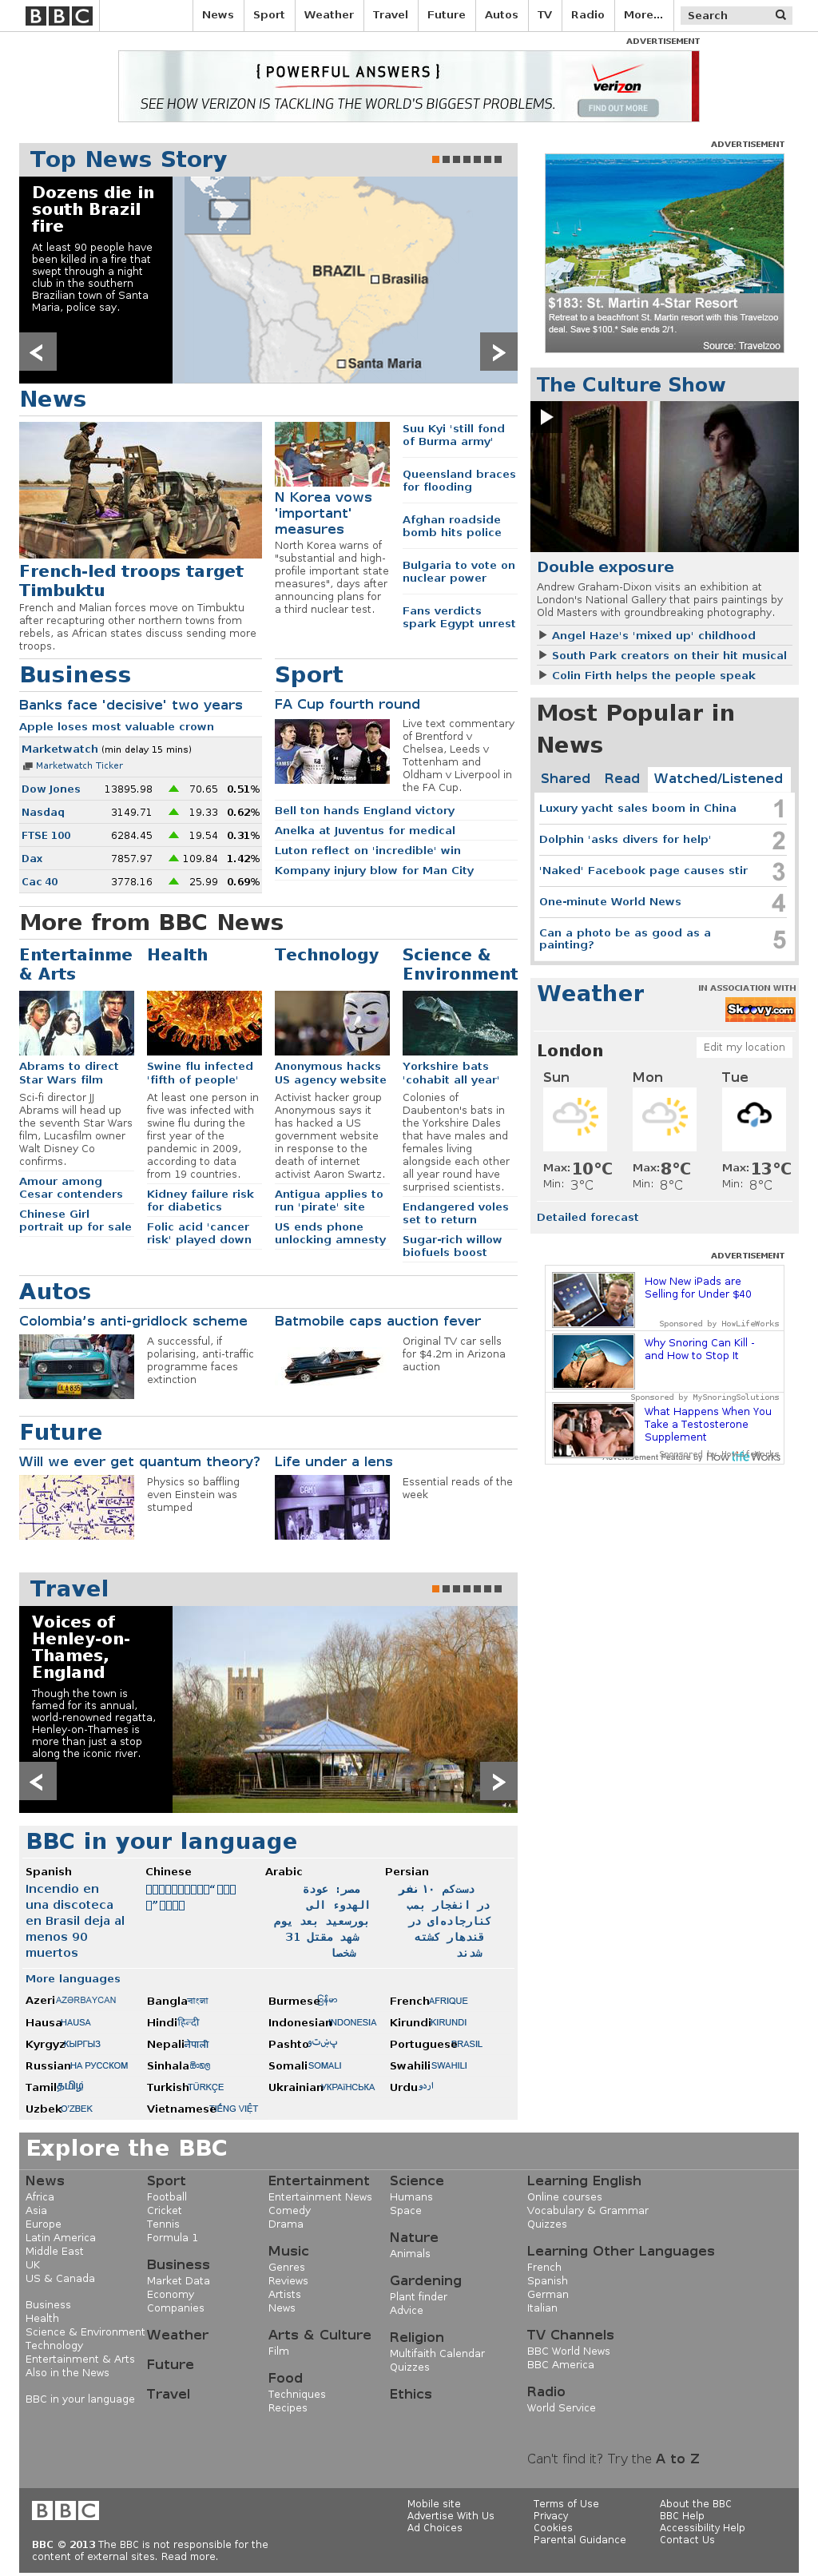 BBC
News Sport Weather Travel Future Autos TV Radio More... Search
ADVERTISEMENT
{ POWERFUL ANSWERS }
SEE HOW VERIZON IS TACKLING THE WORLD'S BIGGEST PROBLEMS.
verizon
FIND OUT MORE
Top News Story
Dozens die in
south Brazil
fire
At least 90 people have
been killed in a fire that
swept through a night
club in the southern
Brazilian town of Santa
Maria, police say.
BRAZIL
Brasilia
Santa Maria
ADVERTISEMENT
$183: St. Martin 4-Star Resort
Retreat to a beachfront St. Martin resort with this Travelzoo
deal. Save $100.* Sale ends 2/1.
Source: Travelzoo
News
French-led troops target
Timbuktu
French and Malian forces move on Timbuktu
after recapturing other northern towns from
rebels, as African states discuss sending more
troops.
N Korea vows
'important'
measures
North Korea warns of
"substantial and high-
profile important state
measures", days after
announcing plans for
a third nuclear test.
Suu Kyi 'still fond
of Burma army'
Queensland braces
for flooding
Afghan roadside
bomb hits police
Bulgaria to vote on
nuclear power
Fans verdicts
spark Egypt unrest
The Culture Show
Double exposure
Andrew Graham-Dixon visits an exhibition at
London's National Gallery that pairs paintings by
Old Masters with groundbreaking photography.
Angel Haze's 'mixed up' childhood
South Park creators on their hit musical
Colin Firth helps the people speak
Business
Banks face 'decisive' two years
Apple loses most valuable crown
Marketwatch (min delay 15 mins)
Marketwatch Ticker
Dow Jones 13895.98 70.65 0.51%
Nasdaq 3149.71 19.33 0.62%
FTSE 100 6284.45 19.54 0.31%
Dax 7857.97 109.84 1.42%
Cac 40 3778.16 25.99 0.69%
Sport
FA Cup fourth round
Live text commentary
of Brentford v
Chelsea, Leeds v
Tottenham and
Oldham v Liverpool in
the FA Cup.
Bell ton hands England victory
Anelka at Juventus for medical
Luton reflect on 'incredible' win
Kompany injury blow for Man City
Most Popular in
News
Shared Read Watched/Listened
Luxury yacht sales boom in China 1
Dolphin 'asks divers for help' 2
'Naked' Facebook page causes stir 3
One-minute World News 4
Can a photo be as good as a
painting? 5
More from BBC News
Entertainme
& Arts
Abrams to direct
Star Wars film
Sci-fi director JJ
Abrams will head up
the seventh Star Wars
film, Lucasfilm owner
Walt Disney Co
confirms.
Amour among
Cesar contenders
Chinese Girl
portrait up for sale
Health
Swine flu infected
'fifth of people'
At least one person in
five was infected with
swine flu during the
first year of the
pandemic in 2009,
according to data
from 19 countries.
Kidney failure risk
for diabetics
Folic acid 'cancer
risk' played down
Technology
Anonymous hacks
US agency website
Activist hacker group
Anonymous says it
has hacked a US
government website
in response to the
death of internet
activist Aaron Swartz.
Antigua applies to
run 'pirate' site
US ends phone
unlocking amnesty
Science &
Environment
Yorkshire bats
'cohabit all year'
Colonies of
Daubenton's bats in
the Yorkshire Dales
that have males and
females living
alongside each other
all year round have
surprised scientists.
Endangered voles
set to return
Sugar-rich willow
biofuels boost
Weather
IN ASSOCIATION WITH
Skoovy.com
London
Edit my location
Sun Mon Tue
Max: 10°C Max: 8°C Max: 13°C
Min: 3°C Min: 8°C Min: 8°C
Detailed forecast
ADVERTISEMENT
How New iPads are
Selling for Under $40
Sponsored by HowLifeWorks
Why Snoring Can Kill -
and How to Stop It
Sponsored by MySnoringSolutions
What Happens When You
Take a Testosterone
Supplement
Sponsored by HowLifeWorks
Advertisement Feature by HowlifeWorks
Autos
Colombia’s anti-gridlock scheme
A successful, if
polarising, anti-traffic
programme faces
extinction
Batmobile caps auction fever
Original TV car sells
for $4.2m in Arizona
auction
Future
Will we ever get quantum theory?
Physics so baffling
even Einstein was
stumped
Life under a lens
Essential reads of the
week
Travel
Voices of
Henley-on-
Thames,
England
Though the town is
famed for its annual,
world-renowned regatta,
Henley-on-Thames is
more than just a stop
along the iconic river.
BBC in your language
Spanish
Incendio en
una discoteca
en Brasil deja al
menos 90
muertos
Chinese
Arabic
مصر: عودة
الهدوء الى
بورسعيد بعد يوم
شهد مقتل 31
شخصا
Persian
دست‌کم ۱۰ نفر
در انفجار بمب
کنارجاده‌ای در
قندهار کشته
شدند
More languages
Azeri AZƏRBAYCAN Bangla বাংলা Burmese မြန်မာ French AFRIQUE
Hausa HAUSA Hindi हिन्दी Indonesian INDONESIA Kirundi KIRUNDI
Kyrgyz КЫРГЫЗ Nepali नेपाली Pashto پښتو Portuguese BRASIL
Russian НА РУССКОМ Sinhala සිංහල Somali SOMALI Swahili SWAHILI
Tamil தமிழ் Turkish TÜRKÇE Ukrainian УКРАЇНСЬКА Urdu اردو
Uzbek O'ZBEK Vietnamese TIẾNG VIỆT
Explore the BBC
News
Africa
Asia
Europe
Latin America
Middle East
UK
US & Canada
Business
Health
Science & Environment
Technology
Entertainment & Arts
Also in the News
BBC in your language
Sport
Football
Cricket
Tennis
Formula 1
Business
Market Data
Economy
Companies
Weather
Future
Travel
Entertainment
Entertainment News
Comedy
Drama
Music
Genres
Reviews
Artists
News
Arts & Culture
Film
Food
Techniques
Recipes
Science
Humans
Space
Nature
Animals
Gardening
Plant finder
Advice
Religion
Multifaith Calendar
Quizzes
Ethics
Learning English
Online courses
Vocabulary & Grammar
Quizzes
Learning Other Languages
French
Spanish
German
Italian
TV Channels
BBC World News
BBC America
Radio
World Service
Can't find it? Try the A to Z
BBC
BBC © 2013 The BBC is not responsible for the
content of external sites. Read more.
Mobile site
Advertise With Us
Ad Choices
Terms of Use
Privacy
Cookies
Parental Guidance
About the BBC
BBC Help
Accessibility Help
Contact Us